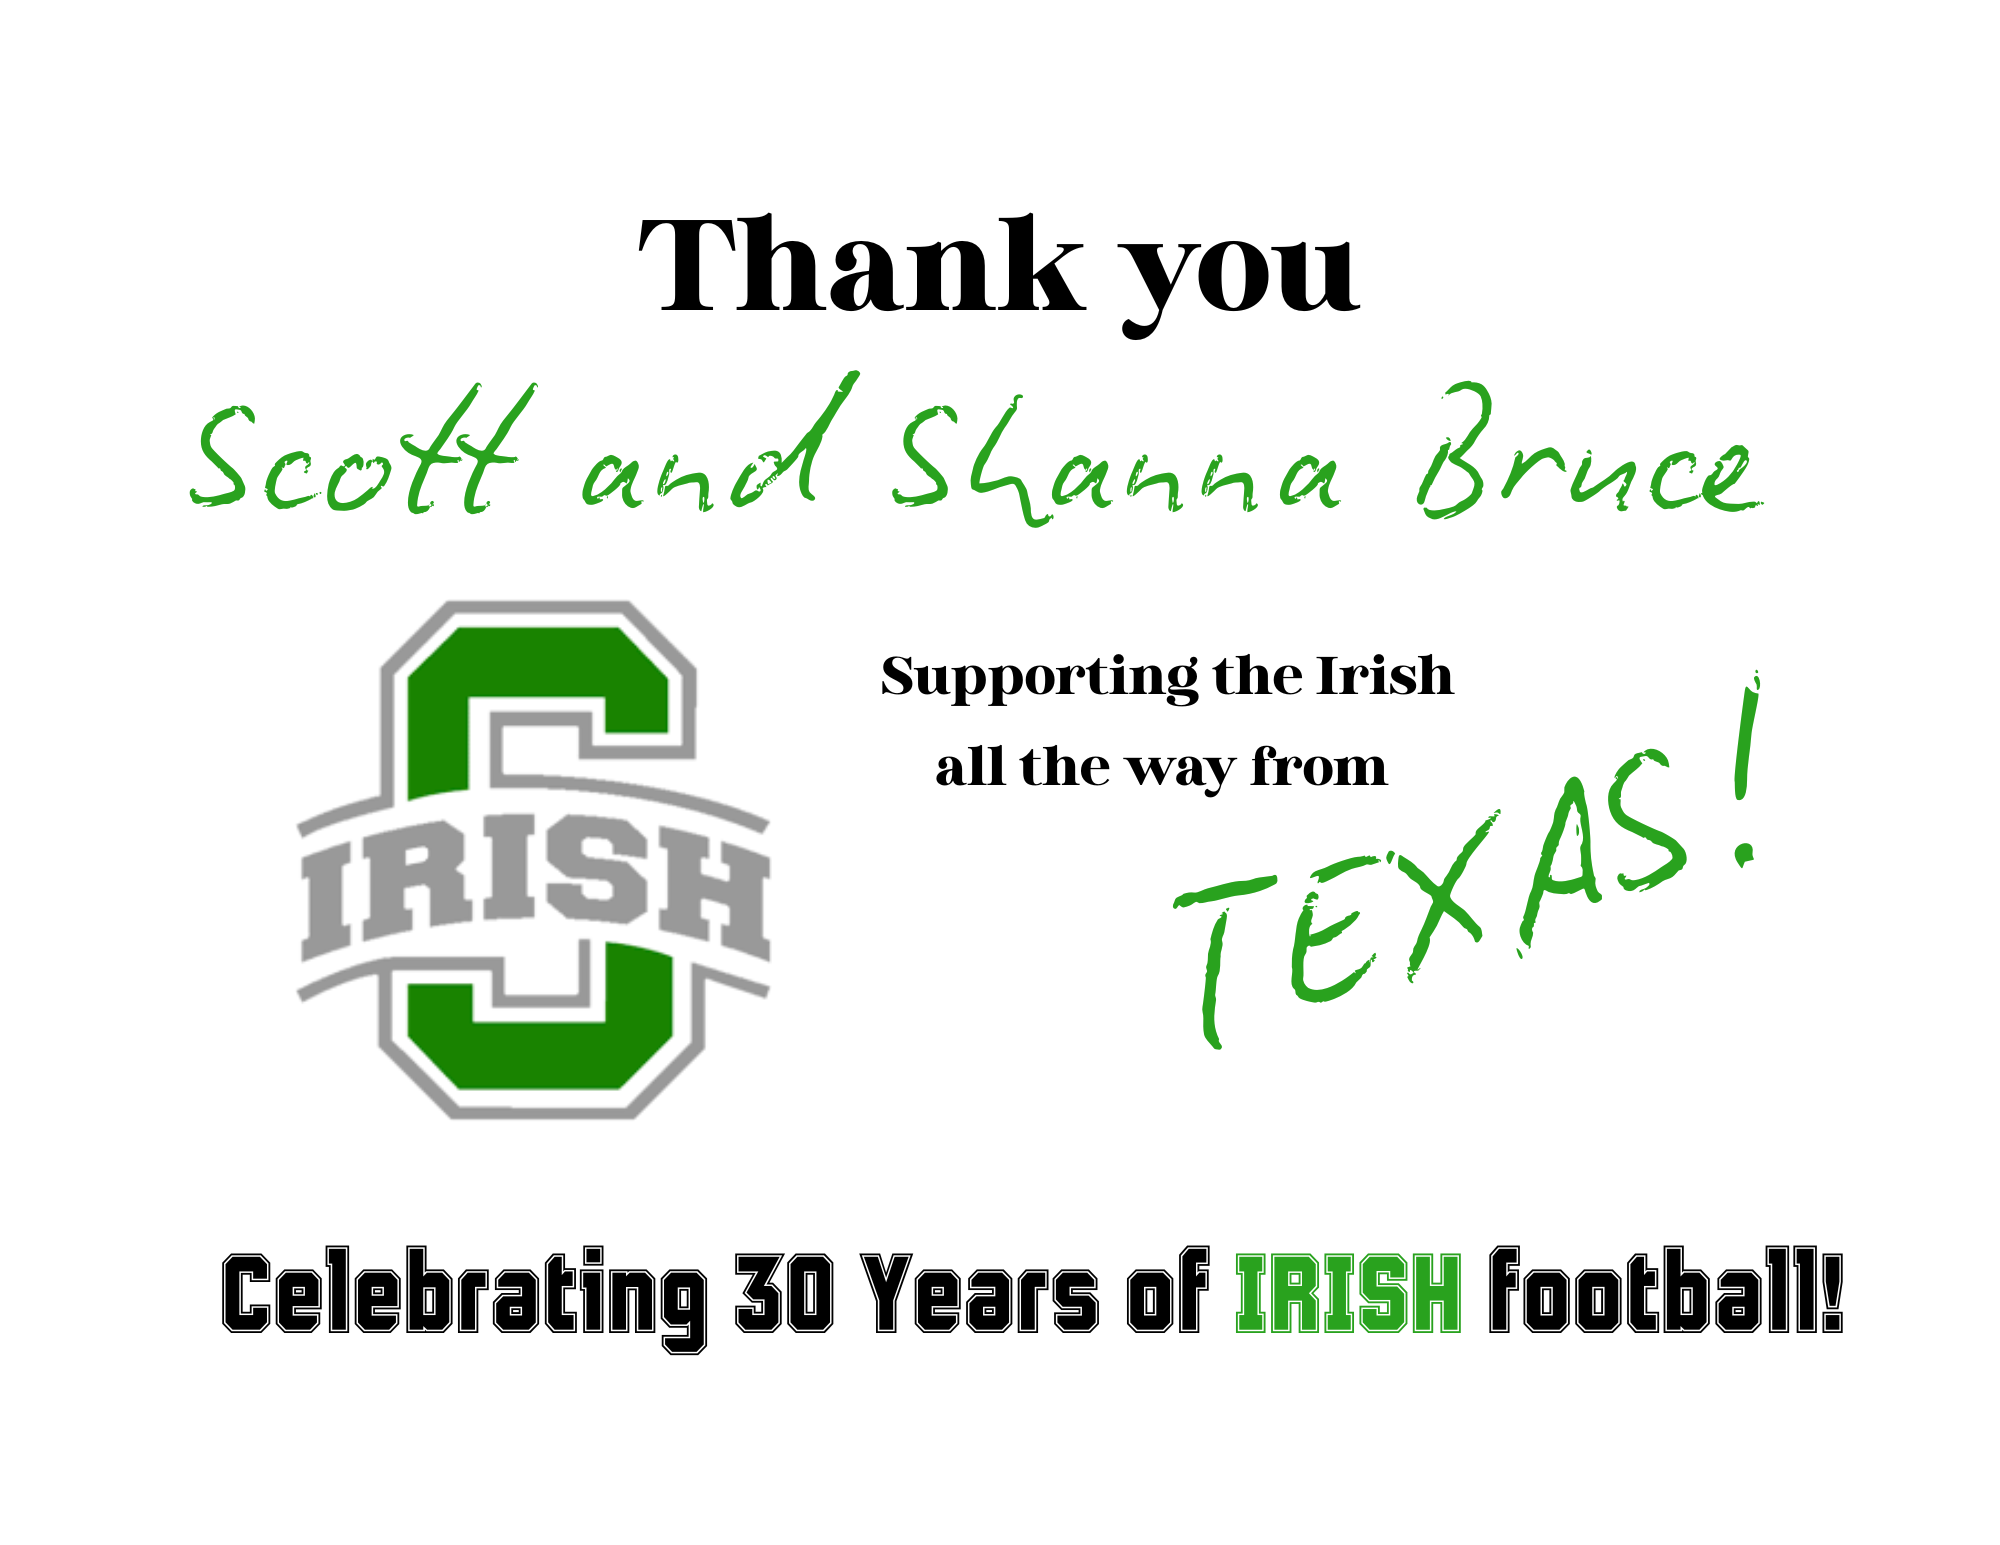 Thank you
Scott and Shanna Bruce
Supporting the Irish
all the way from
TEXAS!
S
IRISH
Celebrating 30 Years of IRISH football!